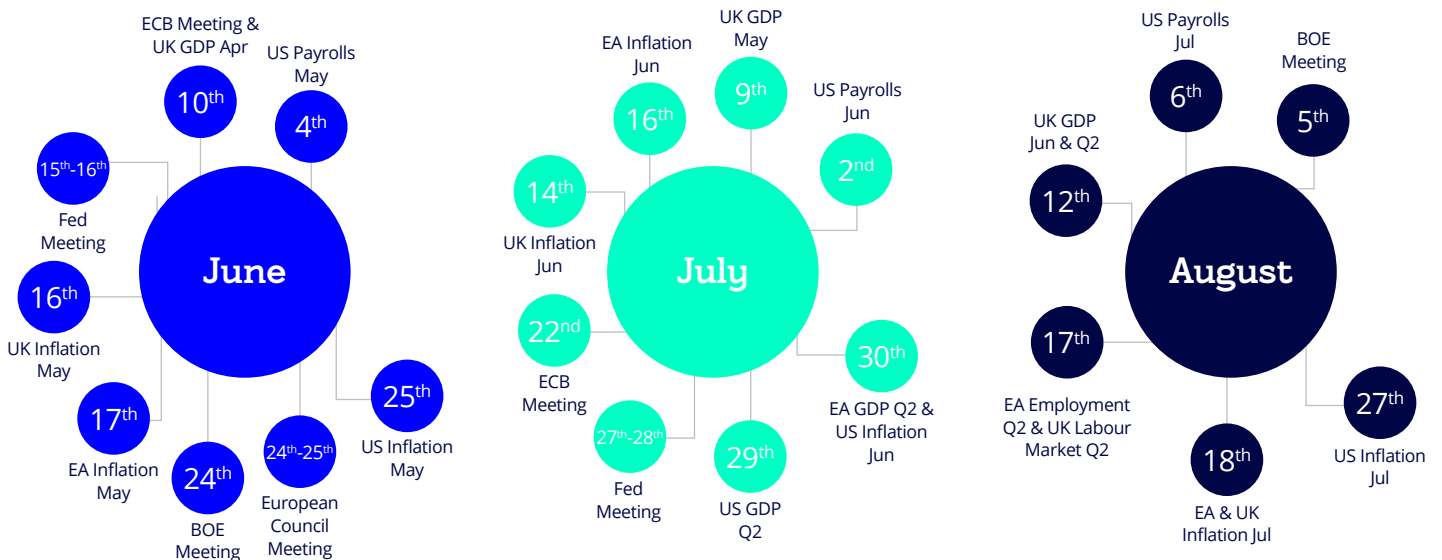 ECB Meeting &
UK GDP Apr
10th
US Payrolls
May
4th
15th-16th
Fed
Meeting
June
16th
UK Inflation
May
17th
EA Inflation
May
24th
BOE
Meeting
24th-25th
European
Council
Meeting
25th
US Inflation
May
UK GDP
May
9th
EA Inflation
Jun
16th
US Payrolls
Jun
2nd
14th
UK Inflation
Jun
July
22nd
ECB
Meeting
27th-28th
Fed
Meeting
29th
US GDP
Q2
30th
EA GDP Q2 &
US Inflation
Jun
US Payrolls
Jul
6th
BOE
Meeting
5th
UK GDP
Jun & Q2
12th
August
17th
EA Employment
Q2 & UK Labour
Market Q2
18th
EA & UK
Inflation Jul
27th
US Inflation
Jul